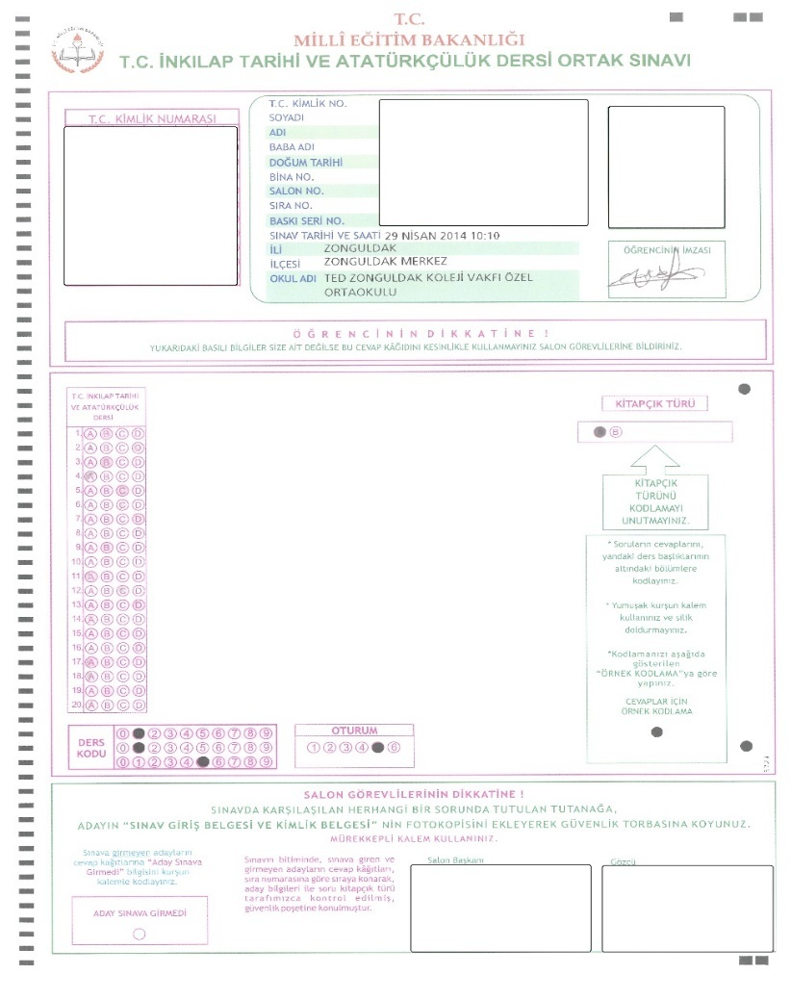 T.C.
MİLLÎ EĞİTİM BAKANLIĞI
T.C. İNKILAP TARİHİ VE ATATÜRKÇÜLÜK DERSİ ORTAK SINAVI
T.C. KİMLİK NUMARASI
T.C. KİMLİK NO.
SOYADI
ADI
BABA ADI
DOĞUM TARİHİ
BİNA NO.
SALON NO.
SIRA NO.
BASKI SERİ NO.
SINAV TARİHİ VE SAATİ 29 NİSAN 2014 10:10
İLİ ZONGULDAK
İLÇESİ ZONGULDAK MERKEZ
OKUL ADI TED ZONGULDAK KOLEJİ VAKFI ÖZEL
ORTAOKULU
ÖĞRENCİNİN İMZASI
ÖĞRENCİNİN DİKKATİNE !
YUKARIDAKİ BASILI BİLGİLER SİZE AİT DEĞİLSE BU CEVAP KÂĞIDINI KESİNLİKLE KULLANMAYINIZ SALON GÖREVLİLERİNE BİLDİRİNİZ.
T.C. İNKILAP TARİHİ
VE ATATÜRKÇÜLÜK
DERSİ
1. A B C D
2. A B C D
3. A B C D
4. A B C D
5. A B C D
6. A B C D
7. A B C D
8. A B C D
9. A B C D
10. A B C D
11. A B C D
12. A B C D
13. A B C D
14. A B C D
15. A B C D
16. A B C D
17. A B C D
18. A B C D
19. A B C D
20. A B C D
KİTAPÇIK TÜRÜ
A B
KİTAPÇIK
TÜRÜNÜ
KODLAMAYI
UNUTMAYINIZ.
* Soruların cevaplarını,
yandaki ders başlıklarının
altındaki bölümlere
kodlayınız.
* Yumuşak kurşun kalem
kullanınız ve silik
doldurmayınız.
*Kodlamanızı aşağıda
gösterilen
"ÖRNEK KODLAMA"ya göre
yapınız.
CEVAPLAR İÇİN
ÖRNEK KODLAMA
DERS
KODU
0 2 3 4 5 6 7 8 9
0 2 3 4 5 6 7 8 9
0 1 2 3 4 6 7 8 9
OTURUM
1 2 3 4 6
SALON GÖREVLİLERİNİN DİKKATİNE !
SINAVDA KARŞILAŞILAN HERHANGİ BİR SORUNDA TUTULAN TUTANAĞA,
ADAYIN "SINAV GİRİŞ BELGESİ VE KİMLİK BELGESİ" NİN FOTOKOPİSİNİ EKLEYEREK GÜVENLİK TORBASINA KOYUNUZ.
MÜREKKEPLİ KALEM KULLANINIZ.
Sınava girmeyen adayların
cevap kağıtlarına "Aday Sınava
Girmedi" bilgisini kurşun
kalemle kodlayınız.
ADAY SINAVA GİRMEDİ
Sınavın bitiminde, sınava giren ve
girmeyen adayların cevap kâğıtları,
sıra numarasına göre sıraya konarak,
aday bilgileri ile soru kitapçık türü
tarafımızca kontrol edilmiş,
güvenlik poşetine konulmuştur.
Salon Başkanı
Gözcü